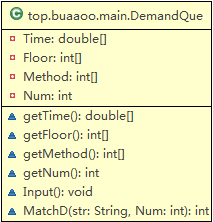 top.buaaoo.main.DemandQue
Time: double[]
Floor: int[]
Method: int[]
Num: int
getTime(): double[]
getFloor(): int[]
getMethod(): int[]
getNum(): int
Input(): void
MatchD(str: String, Num: int): int